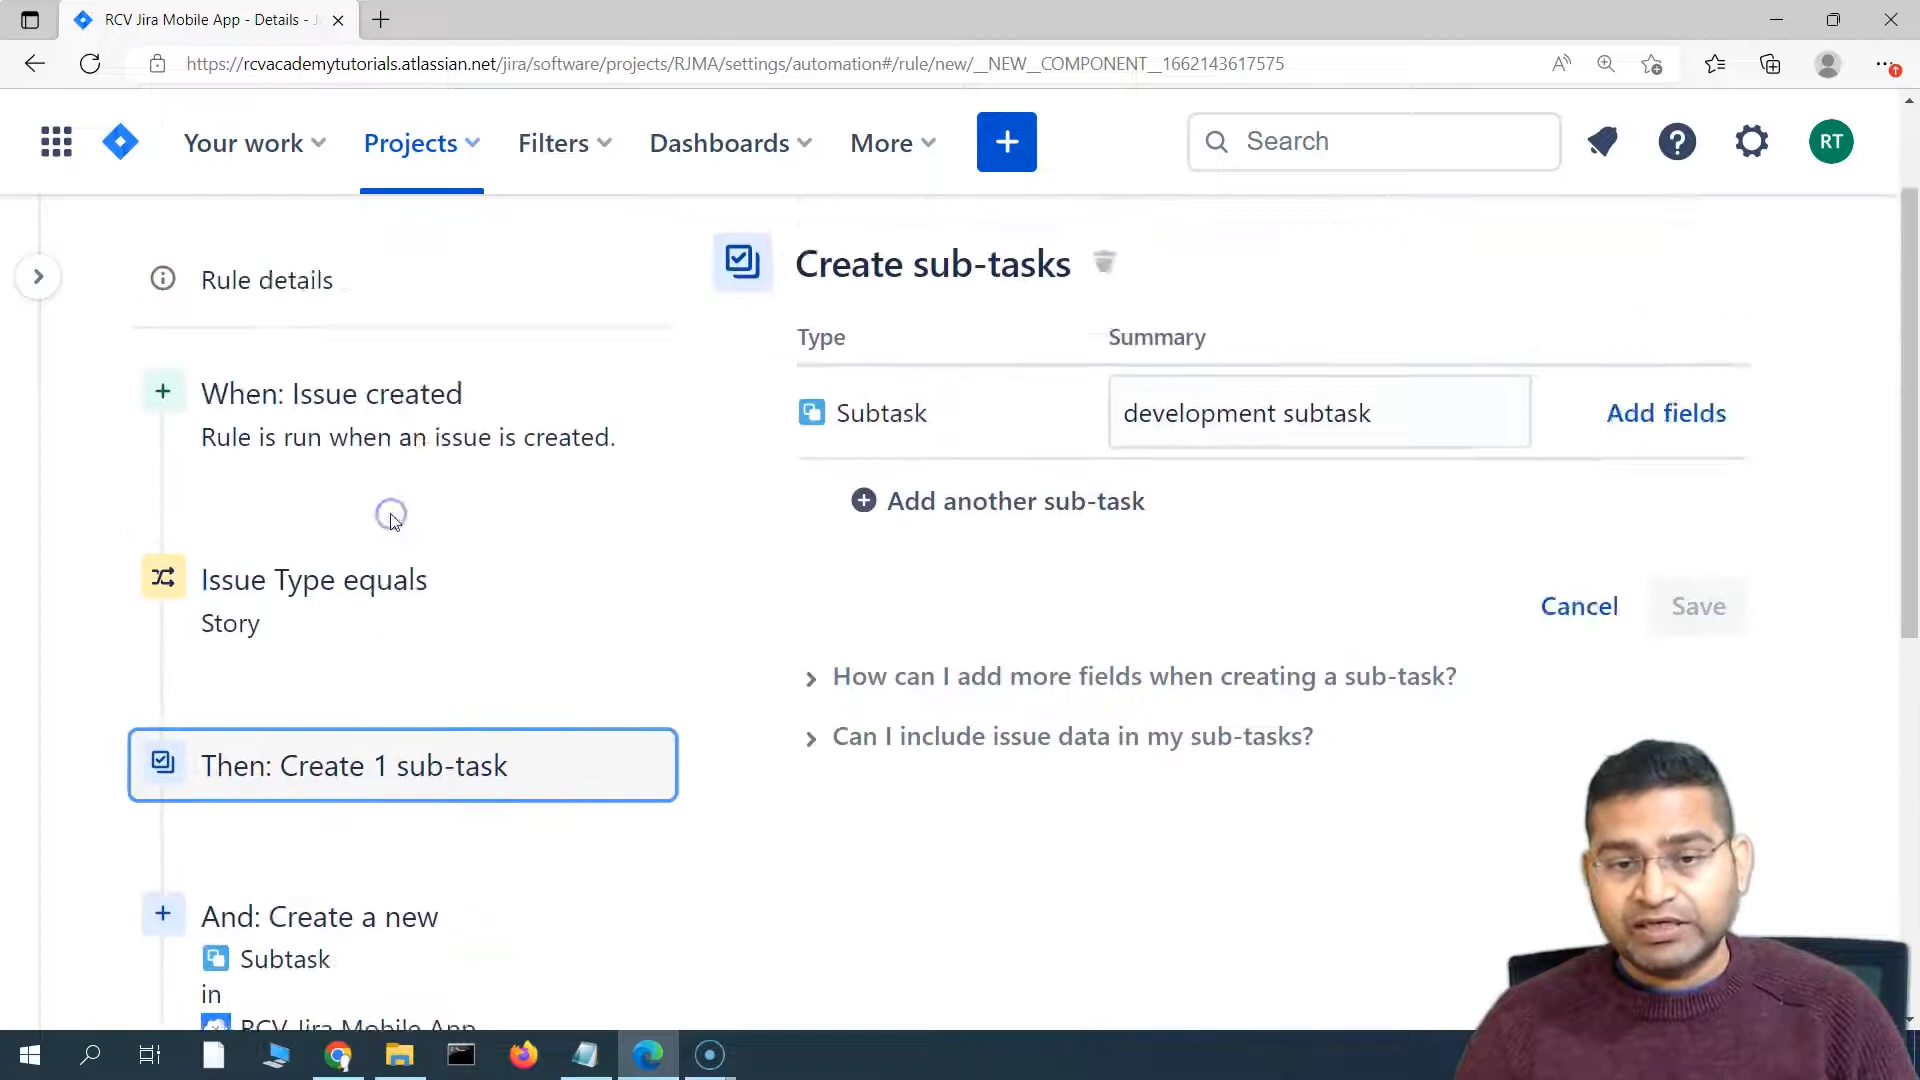 RCV Jira Mobile App - Details - J
https://rcvacademytutorials.atlassian.net/jira/software/projects/RJMA/settings/automation#/rule/new/__NEW__COMPONENT__1662143617575
Your work
Projects
Filters
Dashboards
More
Search
RT
Rule details
When: Issue created
Rule is run when an issue is created.
Issue Type equals
Story
Then: Create 1 sub-task
And: Create a new
Subtask
in
RCV Jira Mobile App
Create sub-tasks
Type Summary
Subtask development subtask Add fields
Add another sub-task
Cancel Save
How can I add more fields when creating a sub-task?
Can I include issue data in my sub-tasks?